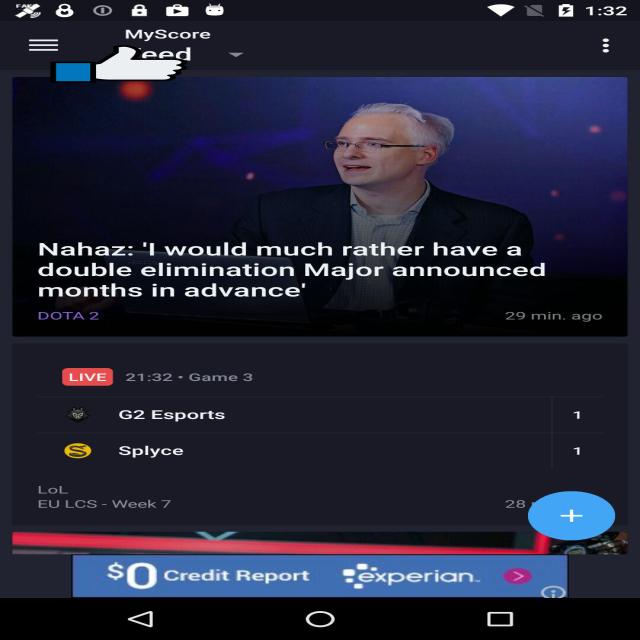 1:32
MyScore
eed
Nahaz: 'I would much rather have a
double elimination Major announced
months in advance'
DOTA 2
29 min. ago
LIVE 21:32 • Game 3
G2 Esports 1
Splyce 1
LoL
EU LCS - Week 7
28
$0 Credit Report experian